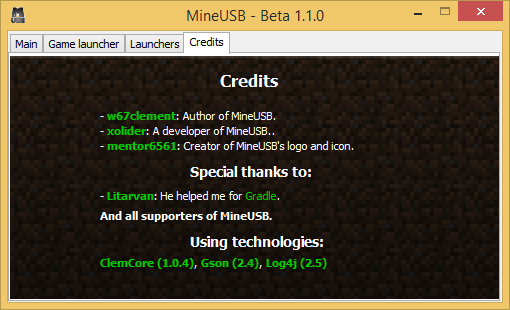 MineUSB - Beta 1.1.0
Main Game launcher Launchers Credits
Credits
- w67clement: Author of MineUSB.
- xolider: A developer of MineUSB..
- mentor6561: Creator of MineUSB's logo and icon.
Special thanks to:
- Litarvan: He helped me for Gradle.
And all supporters of MineUSB.
Using technologies:
ClemCore (1.0.4), Gson (2.4), Log4j (2.5)